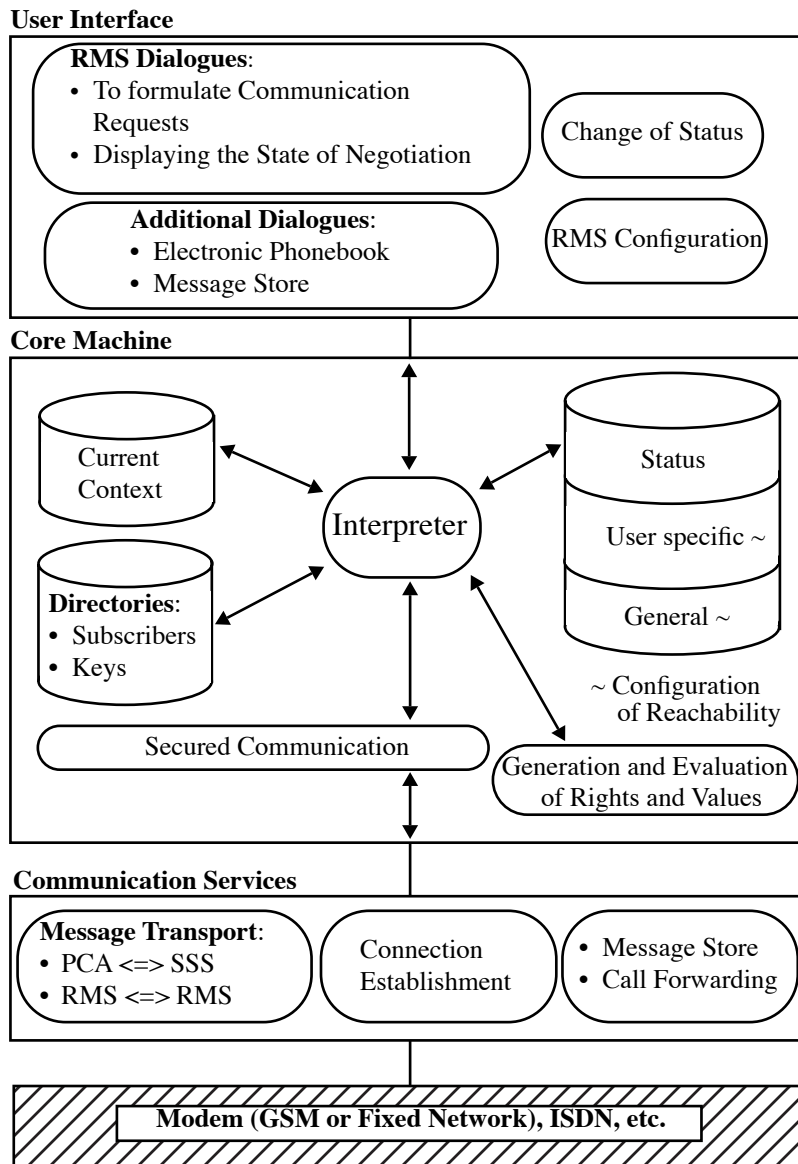 User Interface
RMS Dialogues:
• To formulate Communication
Requests
• Displaying the State of Negotiation
Change of Status
Additional Dialogues:
• Electronic Phonebook
• Message Store
RMS Configuration
Core Machine
Current
Context
Interpreter
Status
User specific ~
General ~
Directories:
• Subscribers
• Keys
~ Configuration
of Reachability
Secured Communication
Generation and Evaluation
of Rights and Values
Communication Services
Message Transport:
• PCA <=> SSS
• RMS <=> RMS
Connection
Establishment
• Message Store
• Call Forwarding
Modem (GSM or Fixed Network), ISDN, etc.